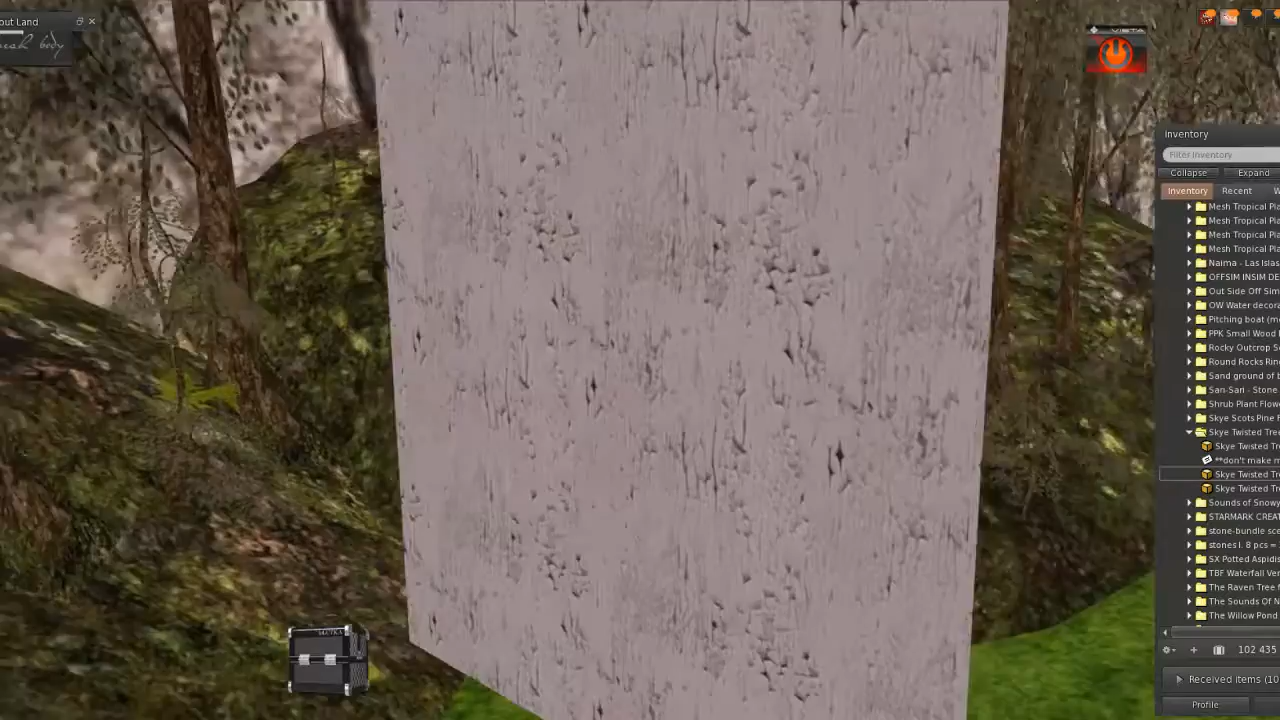 out Land
mesh body
VISTA
Inventory
Filter Inventory
Collapse
Expand
Inventory
Recent
W
Mesh Tropical Pla
Mesh Tropical Pla
Mesh Tropical Pla
Mesh Tropical Pla
Naima - Las Islas
OFFSIM INSIM DE
Out Side Off Sim
OW Water decora
Pitching boat (m
PPK Small Wood
Rocky Outcrop S
Round Rocks Rin
Sand ground of b
San-San - Stone
Shrub Plant Flow
Skye Scots Pine F
Skye Twisted Tree
Skye Twisted Tr
**don't make m
Skye Twisted Tr
Skye Twisted Tr
Sounds of Snowy
STARMARK CREAT
stone-bundle sce
stones l. 8 pcs =
SX Potted Aspidis
TBF Waterfall Ver
The Raven Tree f
The Sounds Of N
The Willow Pond
102 435
Received items (10
Profile